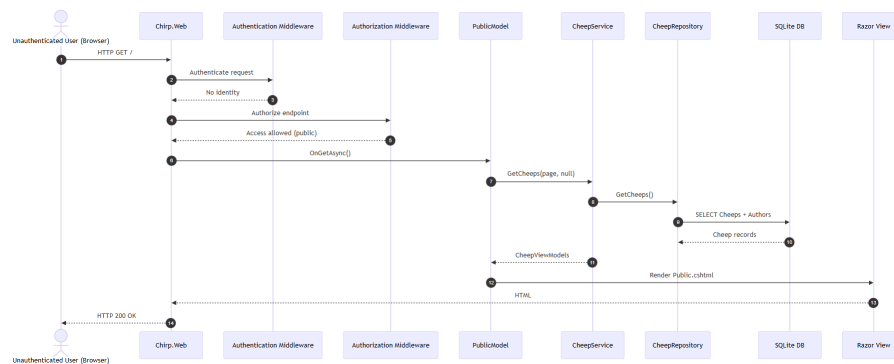 Unauthenticated User (Browser)
Chirp.Web
Authentication Middleware
Authorization Middleware
PublicModel
CheepService
CheepRepository
SQLite DB
Razor View
HTTP GET /
1
Authenticate request
2
No identity
3
Authorize endpoint
4
Access allowed (public)
5
OnGetAsync()
6
GetCheeps(page, null)
7
GetCheeps()
8
SELECT Cheeps + Authors
9
Cheep records
10
CheepViewModels
11
Render Public.cshtml
12
HTML
13
HTTP 200 OK
14
Unauthenticated User (Browser)
Chirp.Web
Authentication Middleware
Authorization Middleware
PublicModel
CheepService
CheepRepository
SQLite DB
Razor View